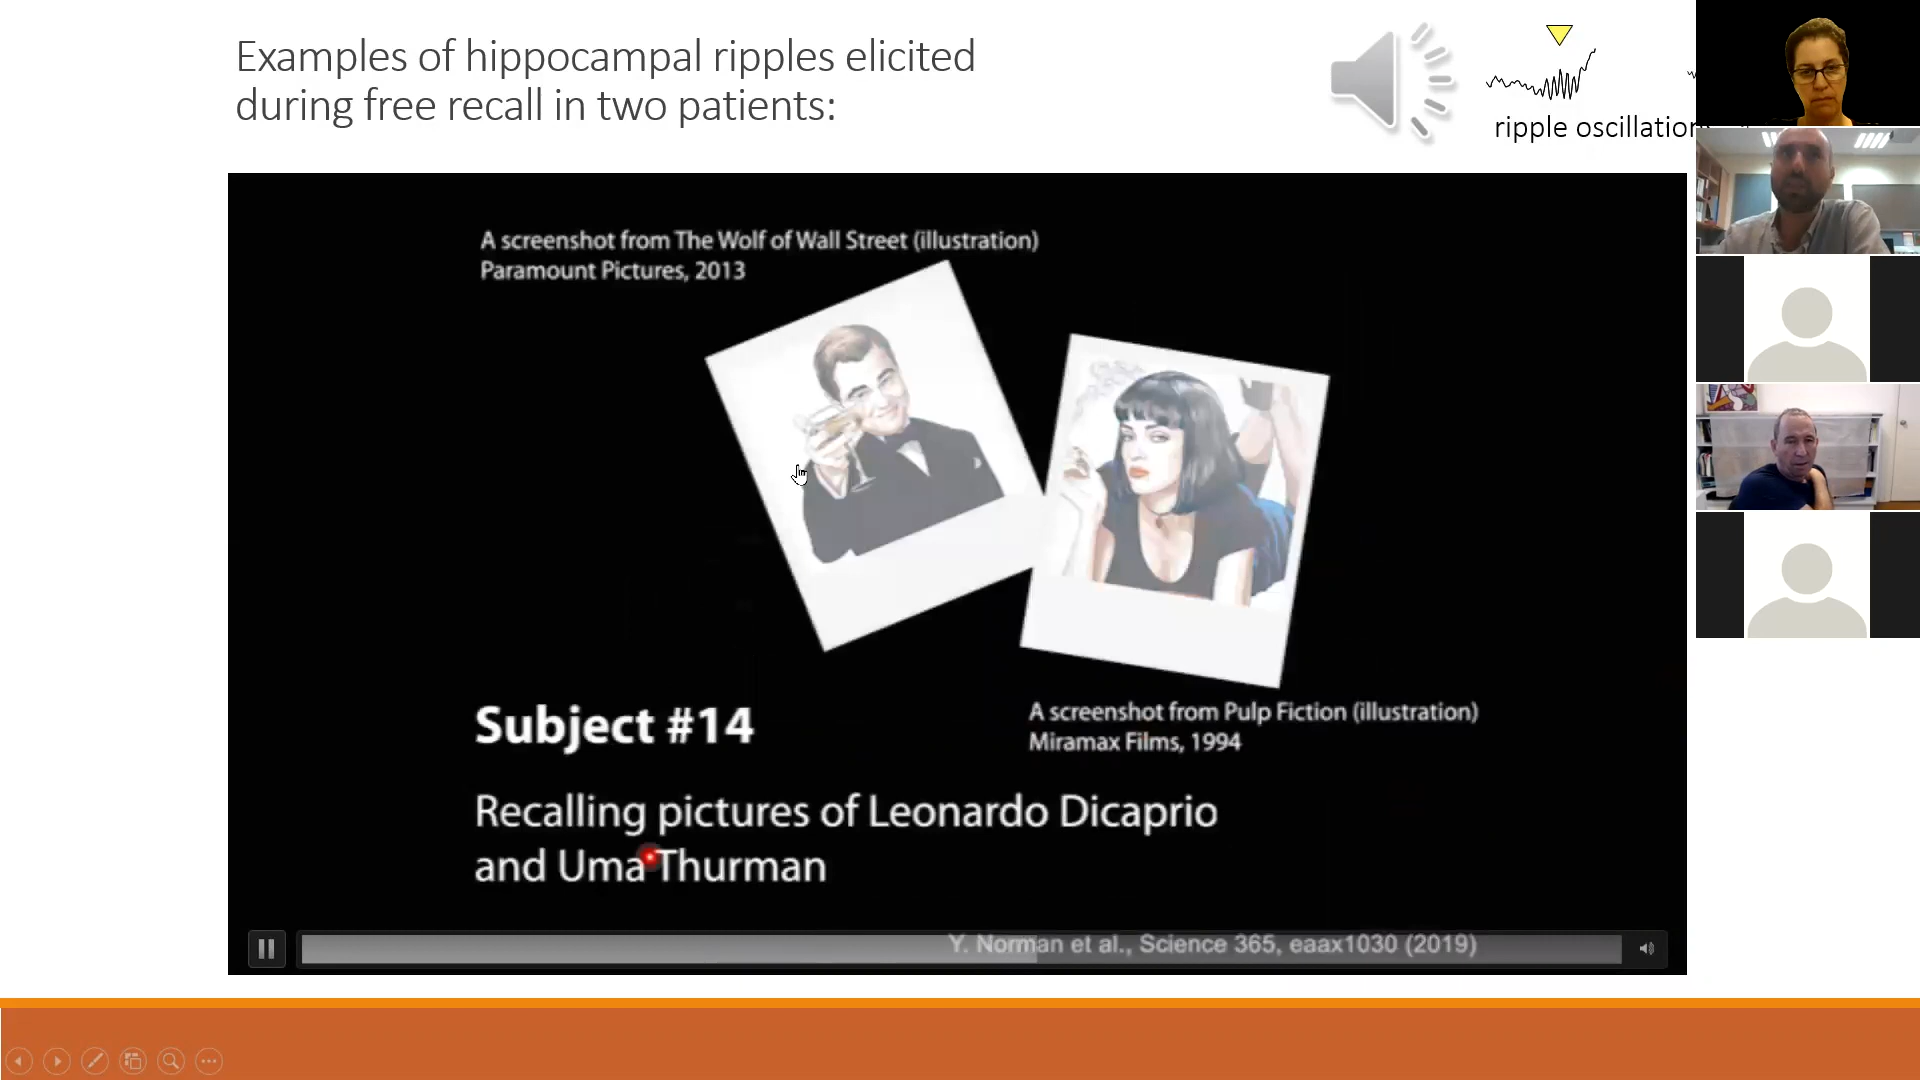 Examples of hippocampal ripples elicited
during free recall in two patients:
ripple oscillation
A screenshot from The Wolf of Wall Street (illustration)
Paramount Pictures, 2013
Subject #14
A screenshot from Pulp Fiction (illustration)
Miramax Films, 1994
Recalling pictures of Leonardo Dicaprio
and Uma Thurman
Y. Norman et al., Science 365, eaax1030 (2019)